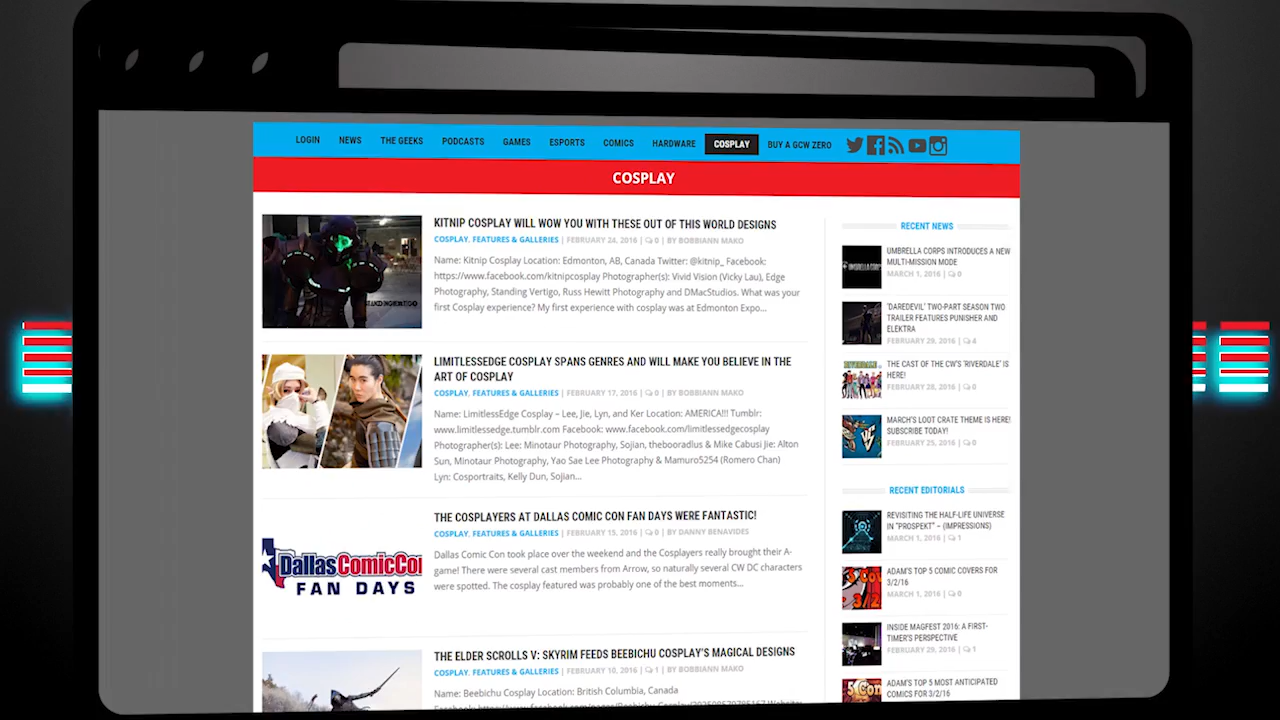 LOGIN NEWS THE GEEKS PODCASTS GAMES ESPORTS COMICS HARDWARE COSPLAY BUY A GCW ZERO
COSPLAY
KITNIP COSPLAY WILL WOW YOU WITH THESE OUT OF THIS WORLD DESIGNS
COSPLAY, FEATURES & GALLERIES | FEBRUARY 24, 2016 | 0 | BY BOBBIANN MAKO
Name: Kitnip Cosplay Location: Edmonton, AB, Canada Twitter: @kitnip_ Facebook:
https://www.facebook.com/kitnipcosplay Photographer(s): Vivid Vision (Vicky Lau), Edge
Photography, Standing Vertigo, Russ Hewitt Photography and DMacStudios. What was your
first Cosplay experience? My first experience with cosplay was at Edmonton Expo...
LIMITLESSEDGE COSPLAY SPANS GENRES AND WILL MAKE YOU BELIEVE IN THE
ART OF COSPLAY
COSPLAY, FEATURES & GALLERIES | FEBRUARY 17, 2016 | 0 | BY BOBBIANN MAKO
Name: LimitlessEdge Cosplay – Lee, Jie, Lyn, and Ker Location: AMERICA!!! Tumblr:
www.limitlessedge.tumblr.com Facebook: www.facebook.com/limitlessedgecosplay
Photographer(s): Lee: Minotaur Photography, Sojian, thebooradlus & Mike Cabusi Jie: Alton
Sun, Minotaur Photography, Yao Sae Lee Photography & Mamuro5254 (Romero Chan)
Lyn: Cosportraits, Kelly Dun, Sojian...
DallasComicCon
FAN DAYS
THE COSPLAYERS AT DALLAS COMIC CON FAN DAYS WERE FANTASTIC!
COSPLAY, FEATURES & GALLERIES | FEBRUARY 15, 2016 | 0 | BY DANNY BENAVIDES
Dallas Comic Con took place over the weekend and the Cosplayers really brought their A-
game! There were several cast members from Arrow, so naturally several CW DC characters
were spotted. The cosplay featured was probably one of the best moments...
THE ELDER SCROLLS V: SKYRIM FEEDS BEEBICHU COSPLAY'S MAGICAL DESIGNS
COSPLAY, FEATURES & GALLERIES | FEBRUARY 10, 2016 | 1 | BY BOBBIANN MAKO
Name: Beebichu Cosplay Location: British Columbia, Canada
RECENT NEWS
UMBRELLA CORPS INTRODUCES A NEW
MULTI-MISSION MODE
MARCH 1, 2016 | 0
'DAREDEVIL' TWO-PART SEASON TWO
TRAILER FEATURES PUNISHER AND
ELEKTRA
FEBRUARY 29, 2016 | 4
THE CAST OF THE CW'S 'RIVERDALE' IS
HERE!
FEBRUARY 28, 2016 | 0
MARCH'S LOOT CRATE THEME IS HERE!
SUBSCRIBE TODAY!
FEBRUARY 25, 2016 | 0
RECENT EDITORIALS
REVISITING THE HALF-LIFE UNIVERSE
IN "PROSPEKT" – (IMPRESSIONS)
MARCH 1, 2016 | 1
ADAM'S TOP 5 COMIC COVERS FOR
3/2/16
MARCH 1, 2016 | 0
INSIDE MAGFEST 2016: A FIRST-
TIMER'S PERSPECTIVE
FEBRUARY 29, 2016 | 1
ADAM'S TOP 5 MOST ANTICIPATED
COMICS FOR 3/2/16